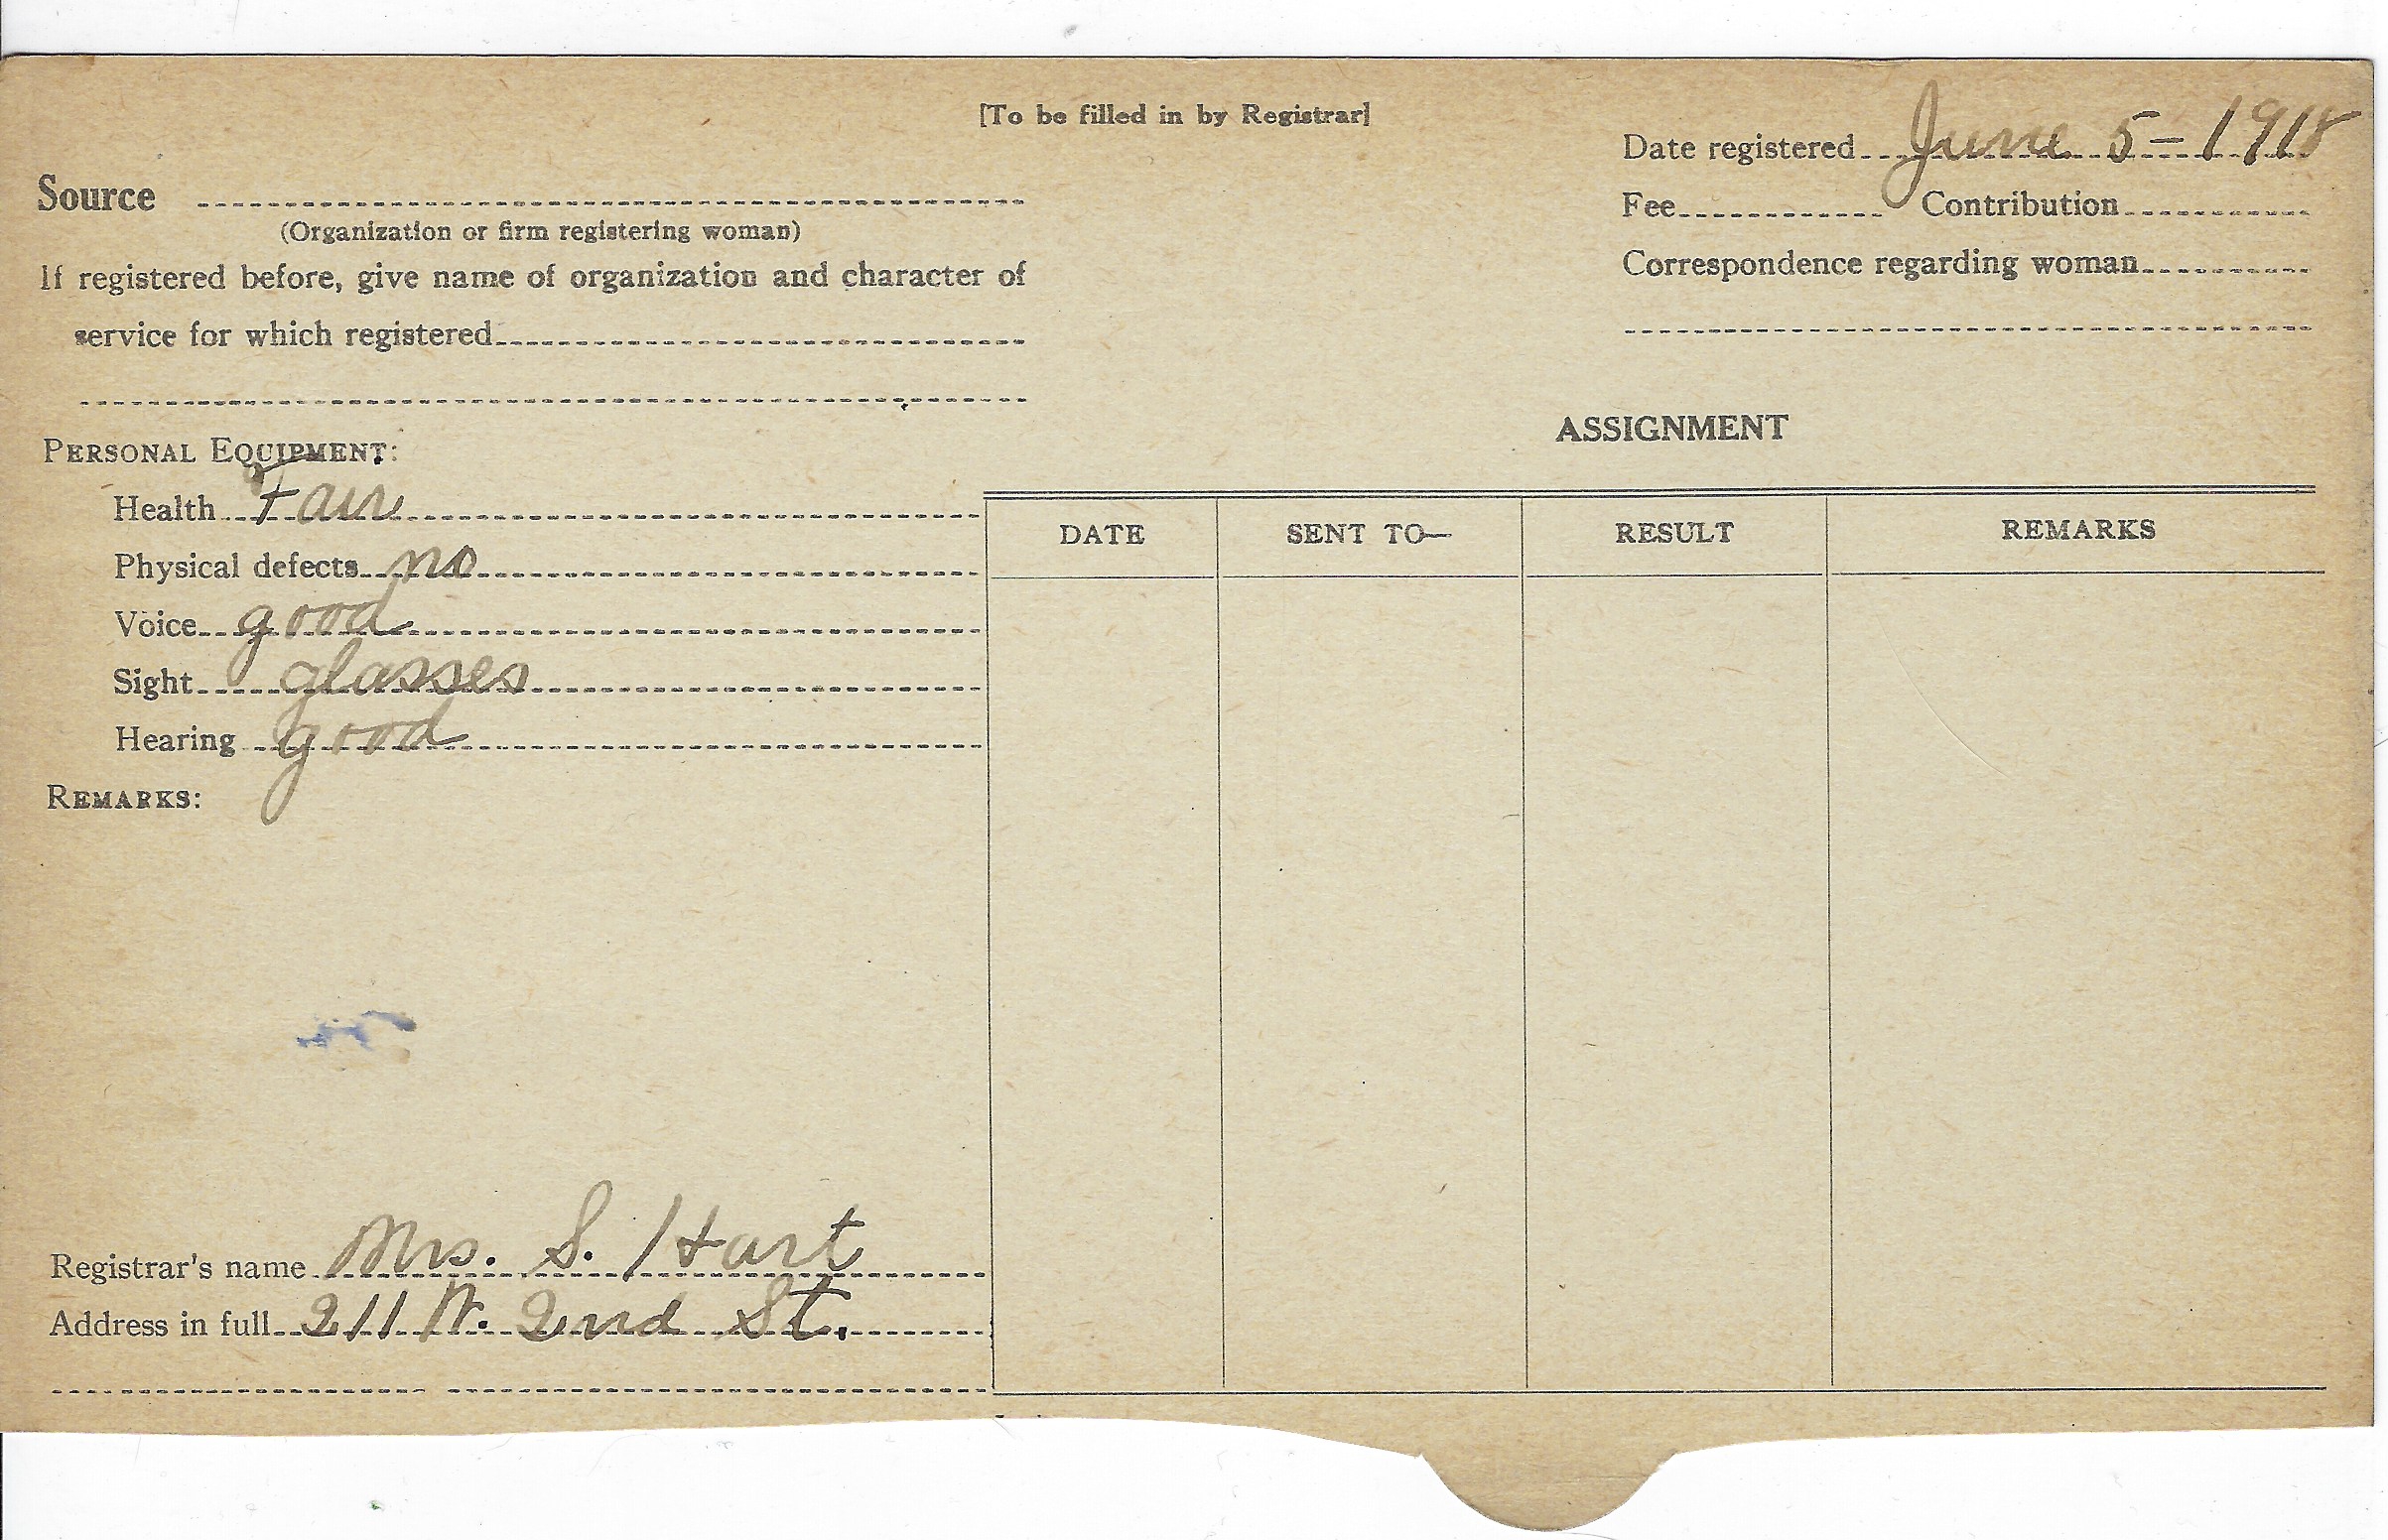 [To be filled in by Registrar]
Date registered June 5-1918
Source
(Organization or firm registering woman)
Fee Contribution
If registered before, give name of organization and character of
service for which registered
Correspondence regarding woman
PERSONAL EQUIPMENT:
Health Fair
Physical defects no
Voice good
Sight glasses
Hearing good
REMARKS:
Registrar's name Mrs. S. Hart
Address in full 211 W. 2nd St.
ASSIGNMENT
DATE SENT TO— RESULT REMARKS